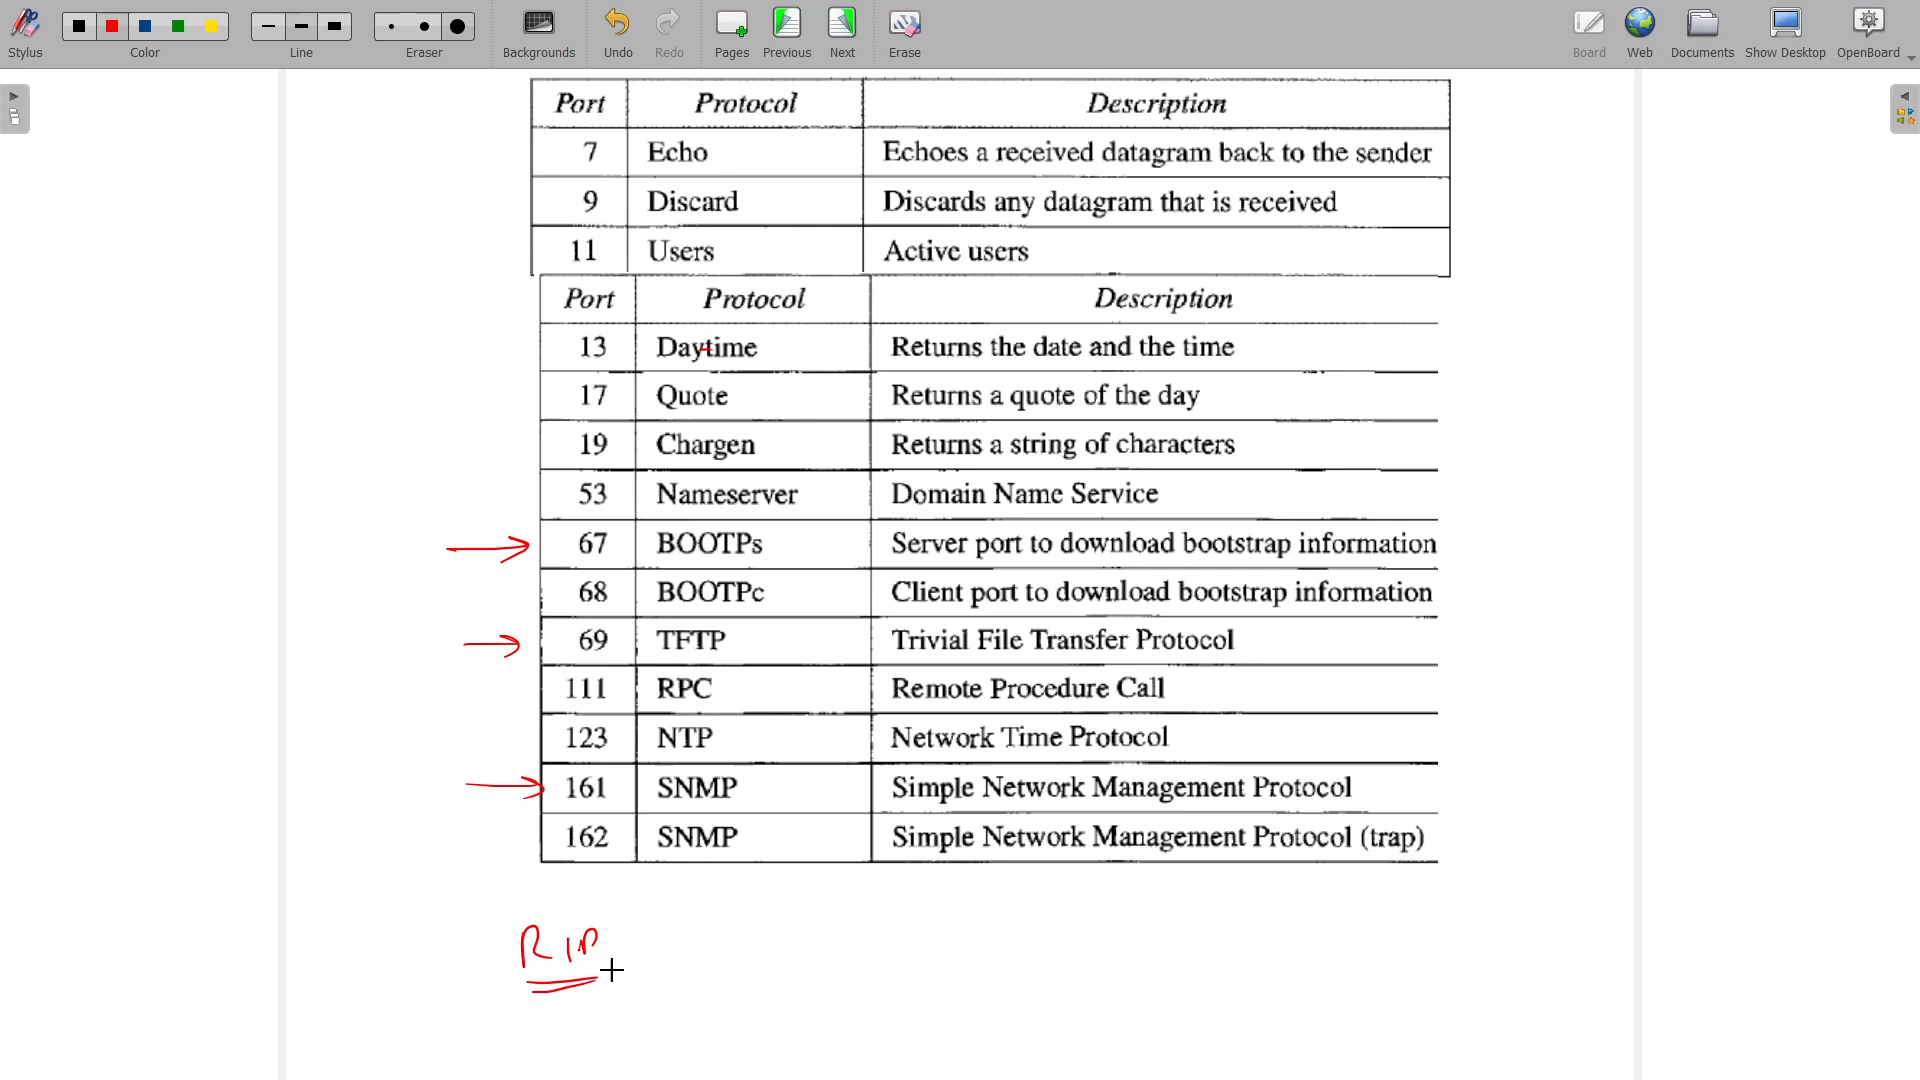 Stylus Color Line Eraser Backgrounds Undo Redo Pages Previous Next Erase Board Web Documents Show Desktop OpenBoard
Port Protocol Description
7 Echo Echoes a received datagram back to the sender
9 Discard Discards any datagram that is received
11 Users Active users
Port Protocol Description
13 Daytime Returns the date and the time
17 Quote Returns a quote of the day
19 Chargen Returns a string of characters
53 Nameserver Domain Name Service
67 BOOTPs Server port to download bootstrap information
68 BOOTPc Client port to download bootstrap information
69 TFTP Trivial File Transfer Protocol
111 RPC Remote Procedure Call
123 NTP Network Time Protocol
161 SNMP Simple Network Management Protocol
162 SNMP Simple Network Management Protocol (trap)
RIP